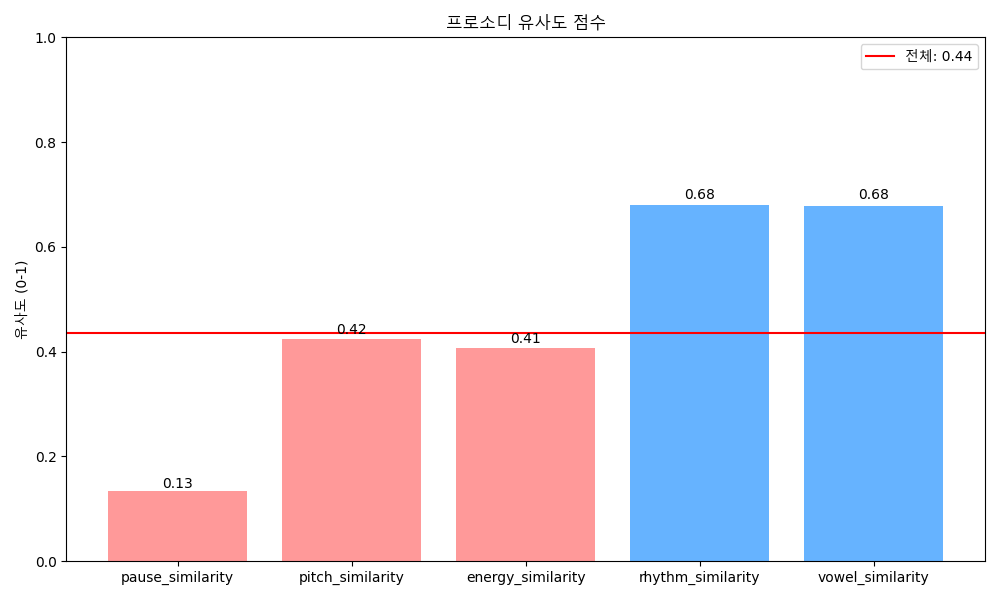 프로소디 유사도 점수
전체: 0.44
유사도 (0-1)
1.0
0.8
0.6
0.4
0.2
0.0
0.13
0.42
0.41
0.68
0.68
pause_similarity
pitch_similarity
energy_similarity
rhythm_similarity
vowel_similarity